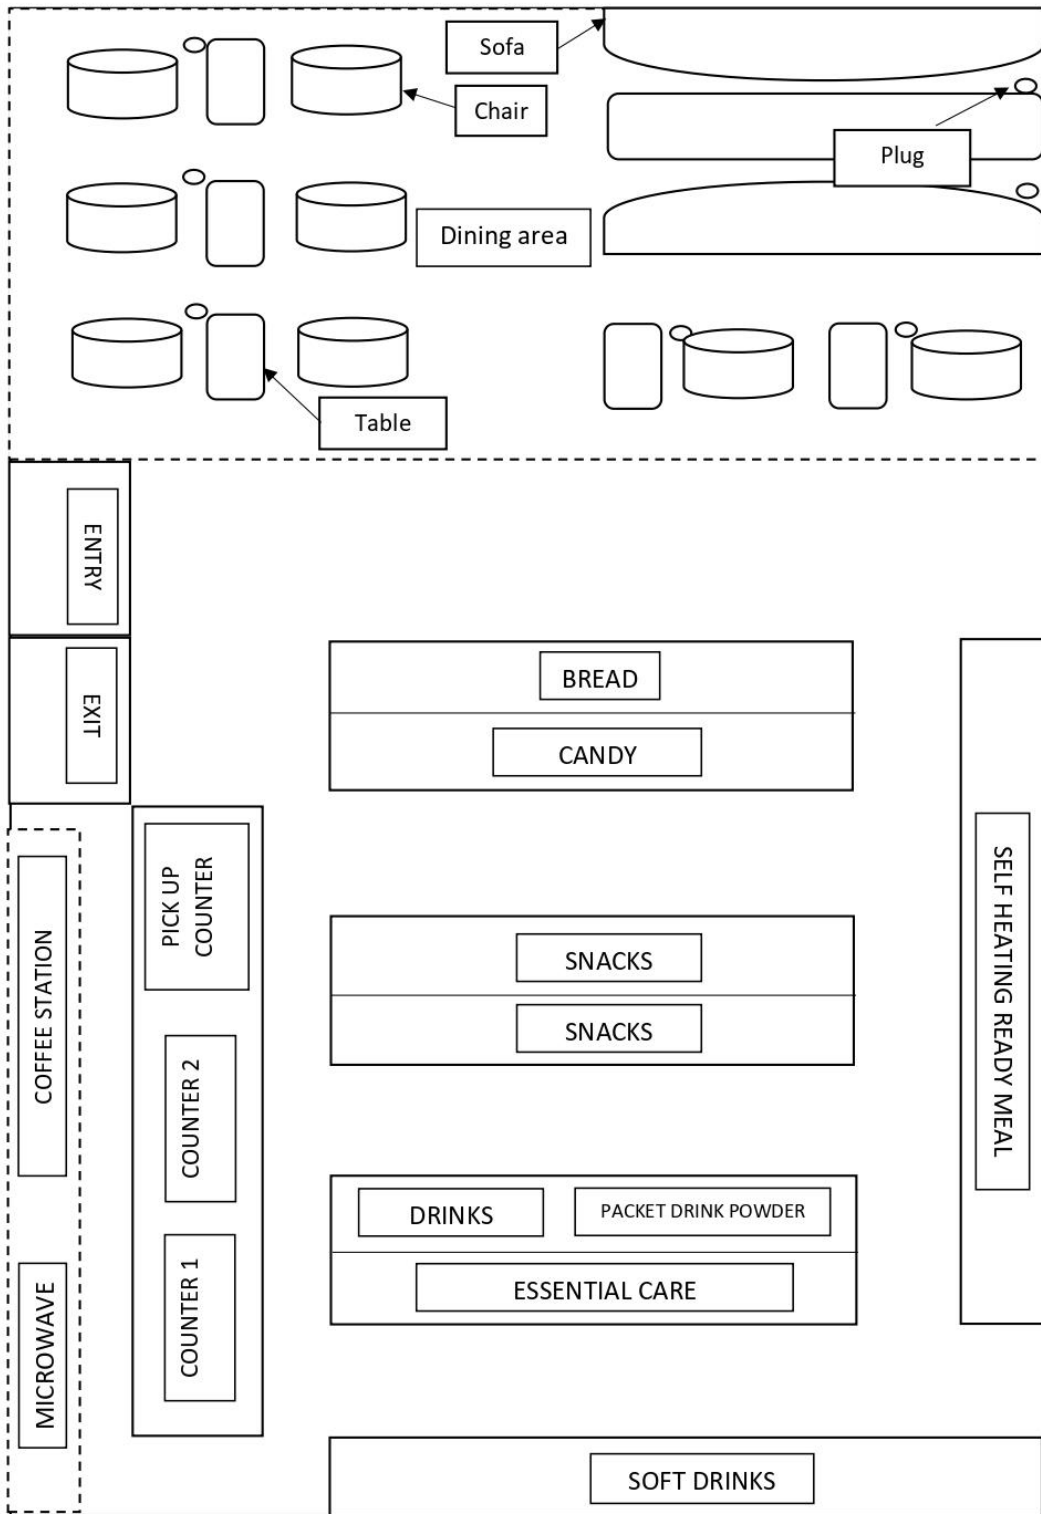 Sofa
Chair
Plug
Dining area
Table
ENTRY
EXIT
BREAD
CANDY
PICK UP
COUNTER
COFFEE STATION
SNACKS
SNACKS
SELF HEATING READY MEAL
COUNTER 2
DRINKS
PACKET DRINK POWDER
ESSENTIAL CARE
COUNTER 1
MICROWAVE
SOFT DRINKS